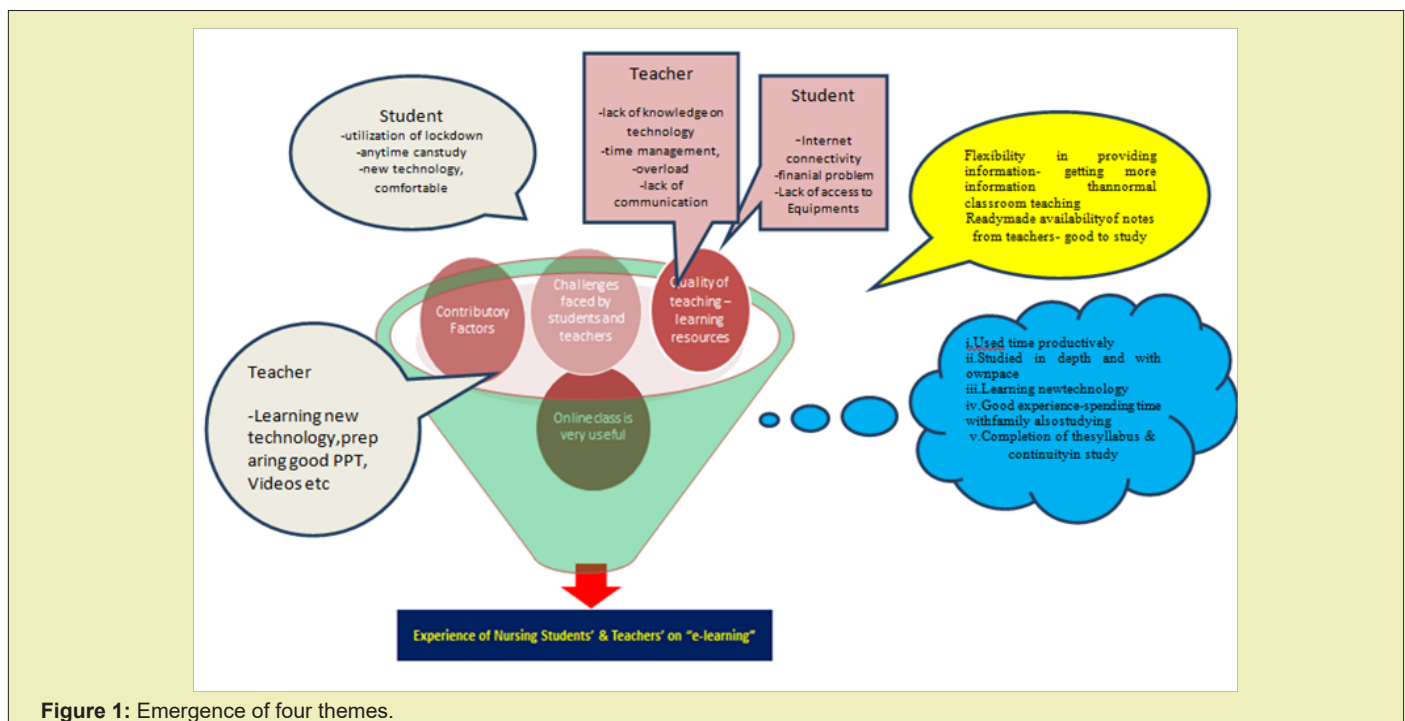 Student
-utilization of lockdown
-anytime canstudy
-new technology,
comfortable
Teacher
-lack of knowledge on
technology
-time management,
-overload
-lack of
communication
Student
-Internet
connectivity
-finanial problem
-Lack of access to
Equipments
Flexibility in providing
information- getting more
information thannormal
classroom teaching
Readymade availabilityof notes
from teachers- good to study
Contributory
Factors
Challenges
faced by
students and
teachers
Quality of
teaching –
learning
resources
Online class is
very useful
Teacher
-Learning new
technology,prep
aring good PPT,
Videos etc
i.Used time productively
ii.Studied in depth and with
ownpace
iii.Learning newtechnology
iv.Good experience-spending time
withfamily alsostudying
v.Completion of thesyllabus &
continuityin study
Experience of Nursing Students' & Teachers' on "e-learning"
Figure 1: Emergence of four themes.